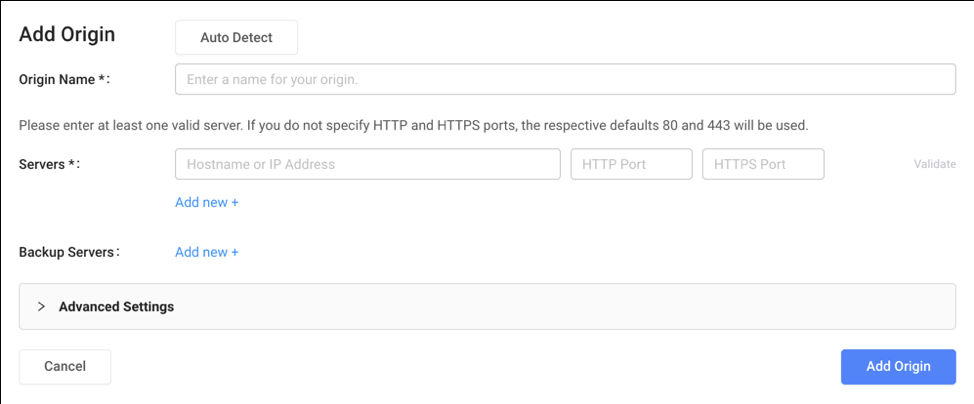 Add Origin
Auto Detect
Origin Name *:
Enter a name for your origin.
Please enter at least one valid server. If you do not specify HTTP and HTTPS ports, the respective defaults 80 and 443 will be used.
Servers *:
Hostname or IP Address
HTTP Port
HTTPS Port
Validate
Add new +
Backup Servers:
Add new +
Advanced Settings
Cancel
Add Origin